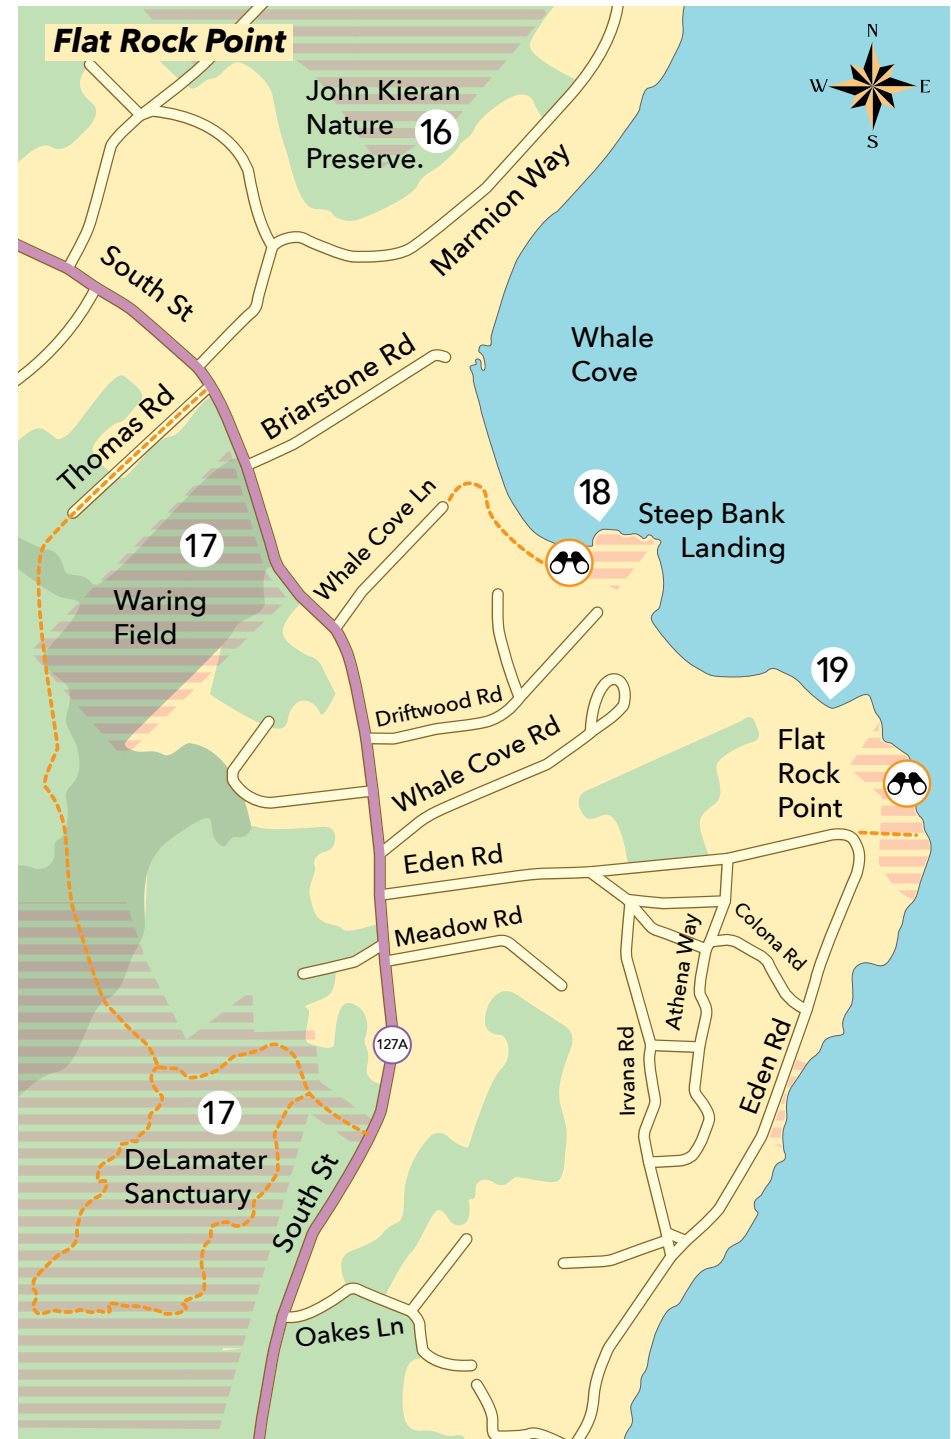 Flat Rock Point
N
W
E
S
John Kieran
Nature
Preserve.
16
Marmion Way
South St
Whale
Cove
Briarstone Rd
Thomas Rd
Whale Cove Ln
18
Steep Bank
Landing
17
Waring
Field
19
Driftwood Rd
Whale Cove Rd
Flat
Rock
Point
Eden Rd
Meadow Rd
Colona Rd
Athena Way
Irvana Rd
Eden Rd
127A
17
DeLamater
Sanctuary
South St
Oakes Ln